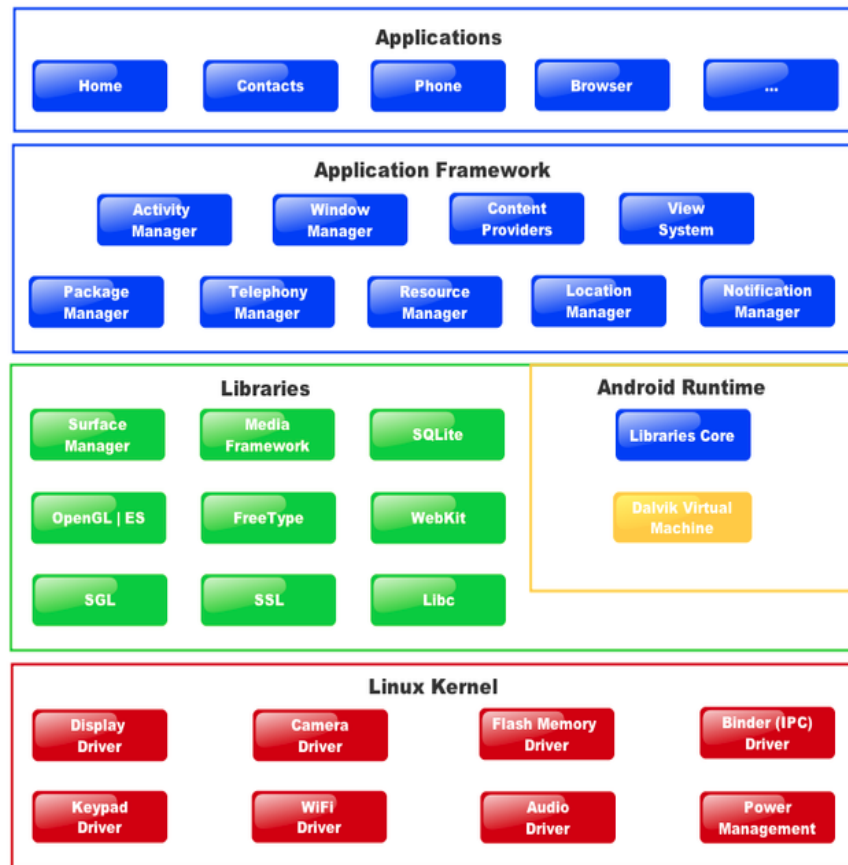 Applications
Home
Contacts
Phone
Browser
...
Application Framework
Activity
Manager
Window
Manager
Content
Providers
View
System
Package
Manager
Telephony
Manager
Resource
Manager
Location
Manager
Notification
Manager
Libraries
Surface
Manager
Media
Framework
SQLite
OpenGL | ES
FreeType
WebKit
SGL
SSL
Libc
Android Runtime
Libraries Core
Dalvik Virtual
Machine
Linux Kernel
Display
Driver
Camera
Driver
Flash Memory
Driver
Binder (IPC)
Driver
Keypad
Driver
WiFi
Driver
Audio
Driver
Power
Management